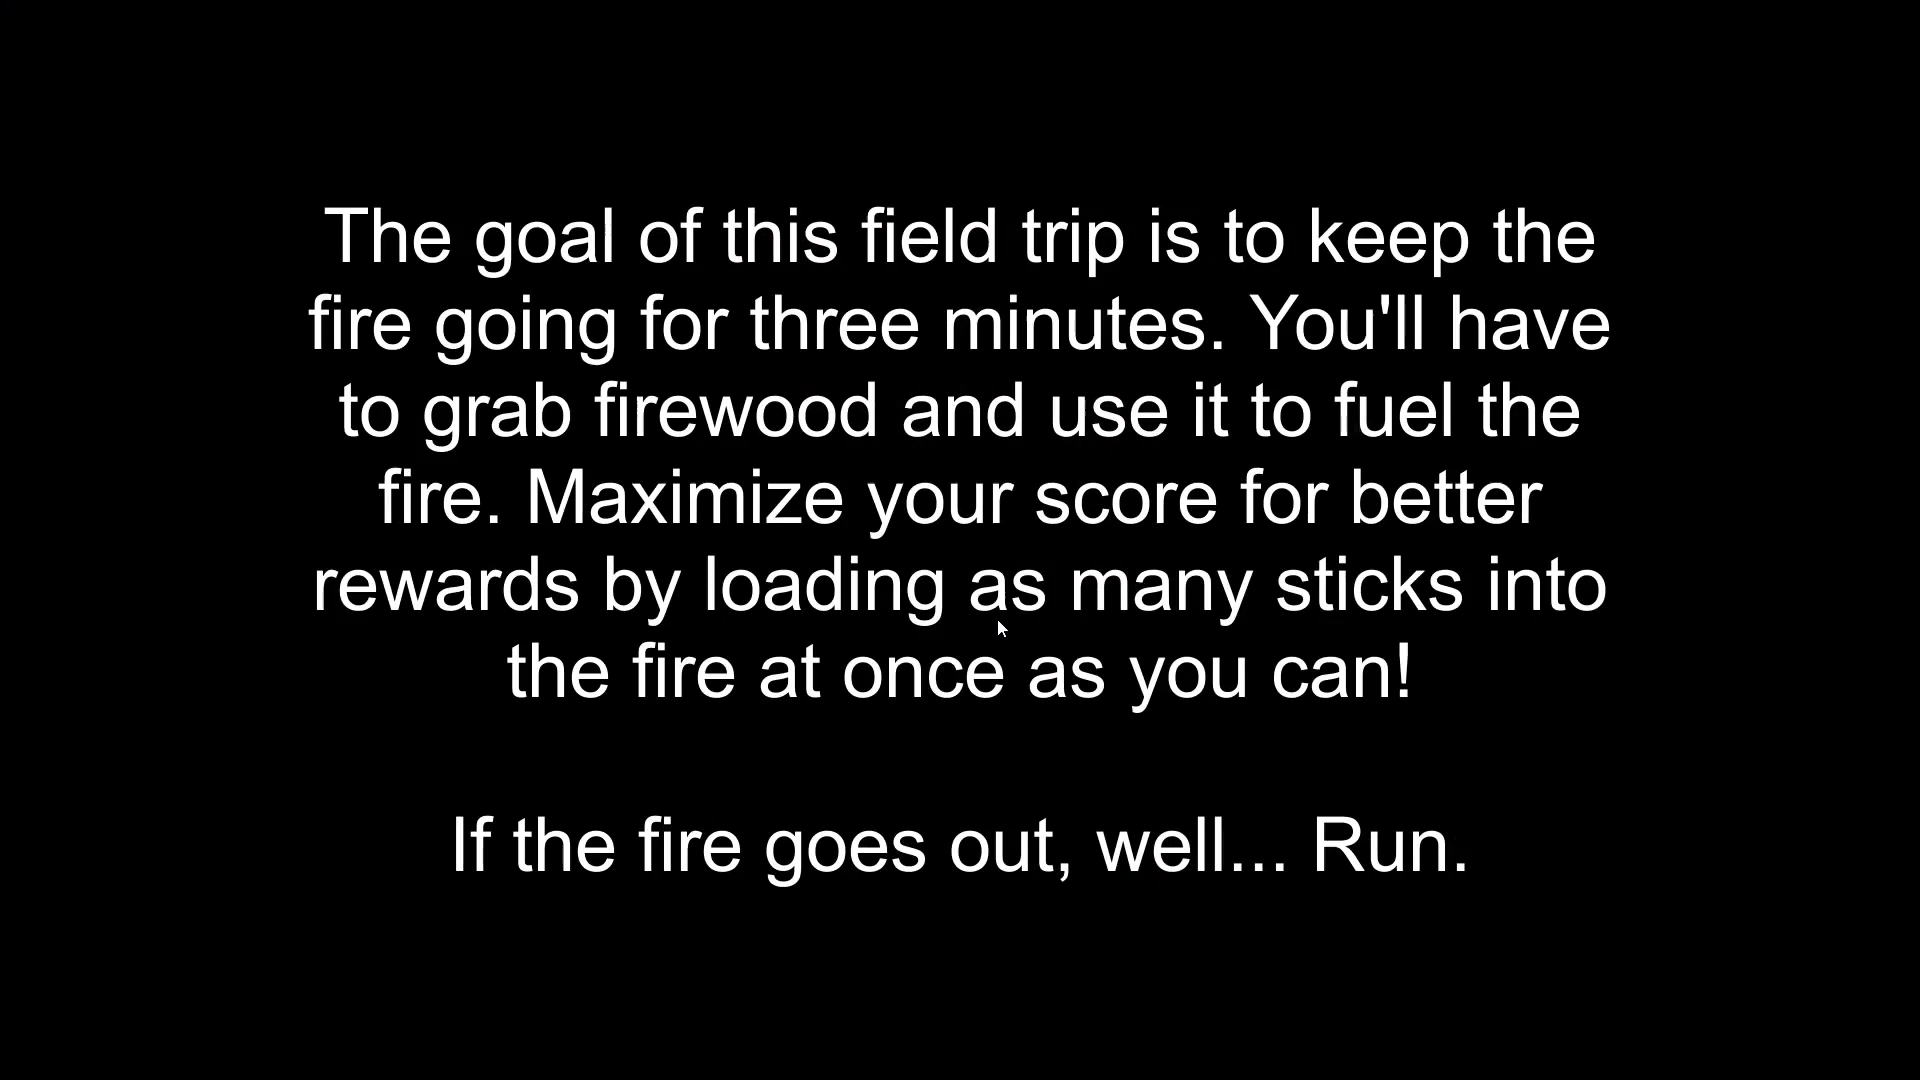 The goal of this field trip is to keep the
fire going for three minutes. You'll have
to grab firewood and use it to fuel the
fire. Maximize your score for better
rewards by loading as many sticks into
the fire at once as you can!
If the fire goes out, well... Run.